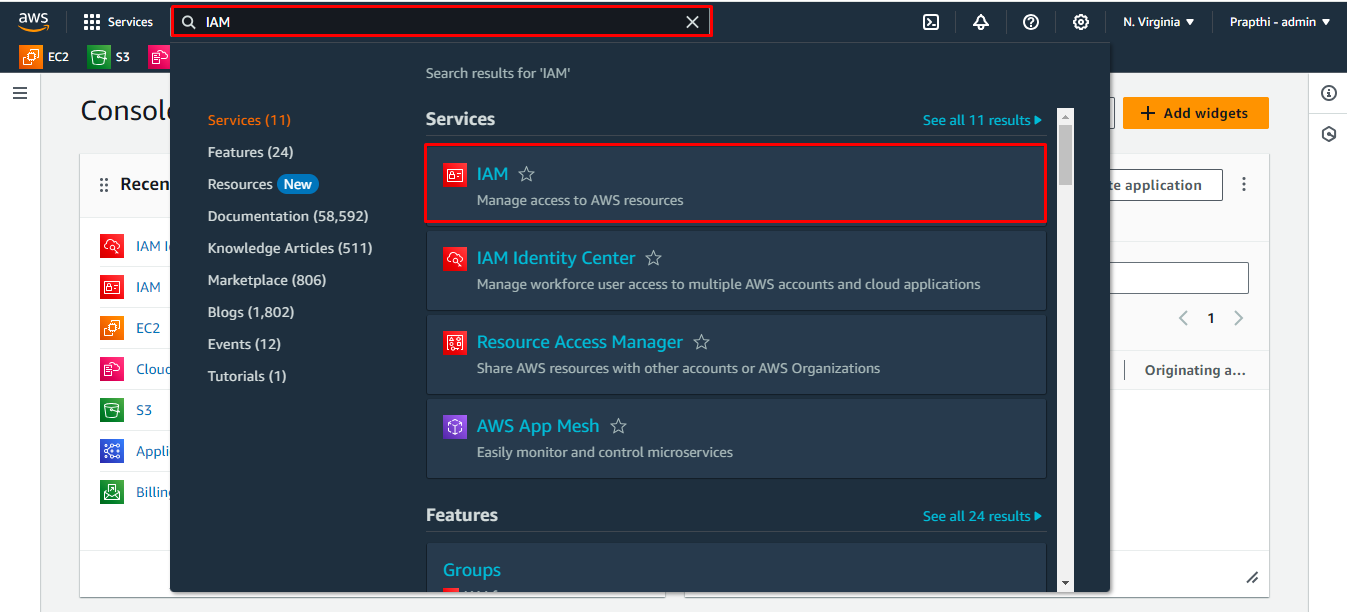 aws
Services
IAM
N. Virginia
Prapthi - admin
EC2
S3
Search results for 'IAM'
Services (11)
Features (24)
Resources New
Documentation (58,592)
Knowledge Articles (511)
Marketplace (806)
Blogs (1,802)
Events (12)
Tutorials (1)
Services
See all 11 results
IAM
Manage access to AWS resources
IAM Identity Center
Manage workforce user access to multiple AWS accounts and cloud applications
Resource Access Manager
Share AWS resources with other accounts or AWS Organizations
AWS App Mesh
Easily monitor and control microservices
Features
See all 24 results
Groups
Consol
Recen
IAM I
IAM
EC2
Cloud
S3
Appli
Billing
Add widgets
te application
1
Originating a...